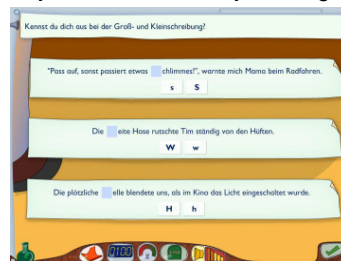 Kennst du dich aus bei der Groß- und Kleinschreibung?
"Pass auf, sonst passiert etwas chlimmes!", warnte mich Mama beim Radfahren.
s S
Die eite Hose rutschte Tim ständig von den Hüften.
W w
Die plötzliche elle blendete uns, als im Kino das Licht eingeschaltet wurde.
H h